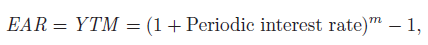 EAR = YTM = (1 + Periodic interest rate)^m − 1,